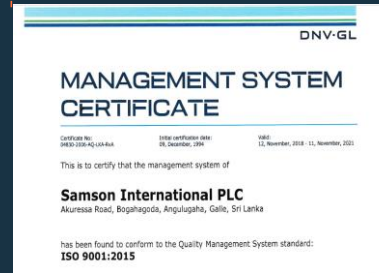 DNV·GL
MANAGEMENT SYSTEM
CERTIFICATE
Certificate No: Initial certification date: Valid:
09, December, 1994 12, November, 2018 - 11, November, 2021
This is to certify that the management system of
Samson International PLC
Akuressa Road, Bogahagoda, Angulugaha, Galle, Sri Lanka
has been found to conform to the Quality Management System standard:
ISO 9001:2015